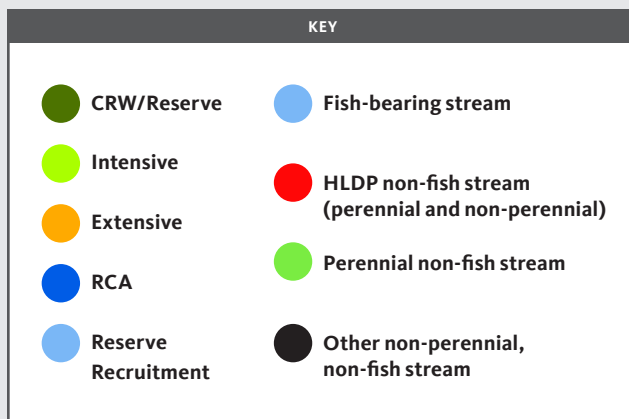 KEY
CRW/Reserve
Intensive
Extensive
RCA
Reserve
Recruitment
Fish-bearing stream
HLDP non-fish stream
(perennial and non-perennial)
Perennial non-fish stream
Other non-perennial,
non-fish stream